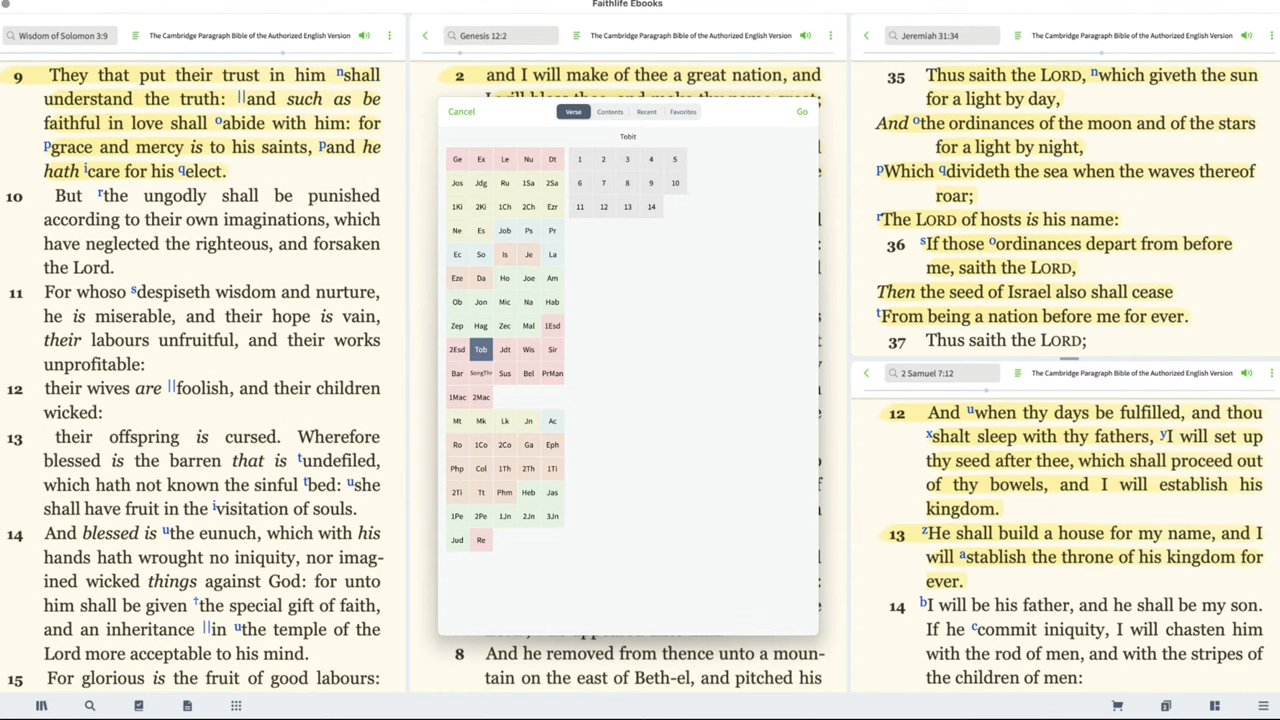 Faithlife Ebooks
Wisdom of Solomon 3:9
The Cambridge Paragraph Bible of the Authorized English Version
9 They that put their trust in him nshall
understand the truth: ||and such as be
faithful in love shall oabide with him: for
pgrace and mercy is to his saints, pand he
hath icare for his qelect.
10 But rthe ungodly shall be punished
according to their own imaginations, which
have neglected the righteous, and forsaken
the Lord.
11 For whoso sdespiseth wisdom and nurture,
he is miserable, and their hope is vain,
their labours unfruitful, and their works
unprofitable:
12 their wives are ||foolish, and their children
wicked:
13 their offspring is cursed. Wherefore
blessed is the barren that is tundefiled,
which hath not known the sinful tbed: ushe
shall have fruit in the ivisitation of souls.
14 And blessed is uthe eunuch, which with his
hands hath wrought no iniquity, nor imag-
ined wicked things against God: for unto
him shall be given †the special gift of faith,
and an inheritance ||in uthe temple of the
Lord more acceptable to his mind.
15 For glorious is the fruit of good labours:
Genesis 12:2
The Cambridge Paragraph Bible of the Authorized English Version
2 and I will make of thee a great nation, and
Cancel
Verse Contents Recent Favorites
Go
Tobit
Ge Ex Le Nu Dt
Jos Jdg Ru 1Sa 2Sa
1Ki 2Ki 1Ch 2Ch Ezr
Ne Es Job Ps Pr
Ec So Is Je La
Eze Da Ho Joe Am
Ob Jon Mic Na Hab
Zep Hag Zec Mal 1Esd
2Esd Tob Jdt Wis Sir
Bar SongThr Sus Bel PrMan
1Mac 2Mac
Mt Mk Lk Jn Ac
Ro 1Co 2Co Ga Eph
Php Col 1Th 2Th 1Ti
2Ti Tt Phm Heb Jas
1Pe 2Pe 1Jn 2Jn 3Jn
Jud Re
1 2 3 4 5
6 7 8 9 10
11 12 13 14
8 And he removed from thence unto a moun-
tain on the east of Beth-el, and pitched his
Jeremiah 31:34
The Cambridge Paragraph Bible of the Authorized English Version
35 Thus saith the LORD, nwhich giveth the sun
for a light by day,
And othe ordinances of the moon and of the stars
for a light by night,
pWhich qdivideth the sea when the waves thereof
roar;
rThe LORD of hosts is his name:
36 sIf those oordinances depart from before
me, saith the LORD,
Then the seed of Israel also shall cease
tFrom being a nation before me for ever.
37 Thus saith the LORD;
2 Samuel 7:12
The Cambridge Paragraph Bible of the Authorized English Version
12 And uwhen thy days be fulfilled, and thou
xshalt sleep with thy fathers, yI will set up
thy seed after thee, which shall proceed out
of thy bowels, and I will establish his
kingdom.
13 zHe shall build a house for my name, and I
will astablish the throne of his kingdom for
ever.
14 bI will be his father, and he shall be my son.
If he ccommit iniquity, I will chasten him
with the rod of men, and with the stripes of
the children of men: